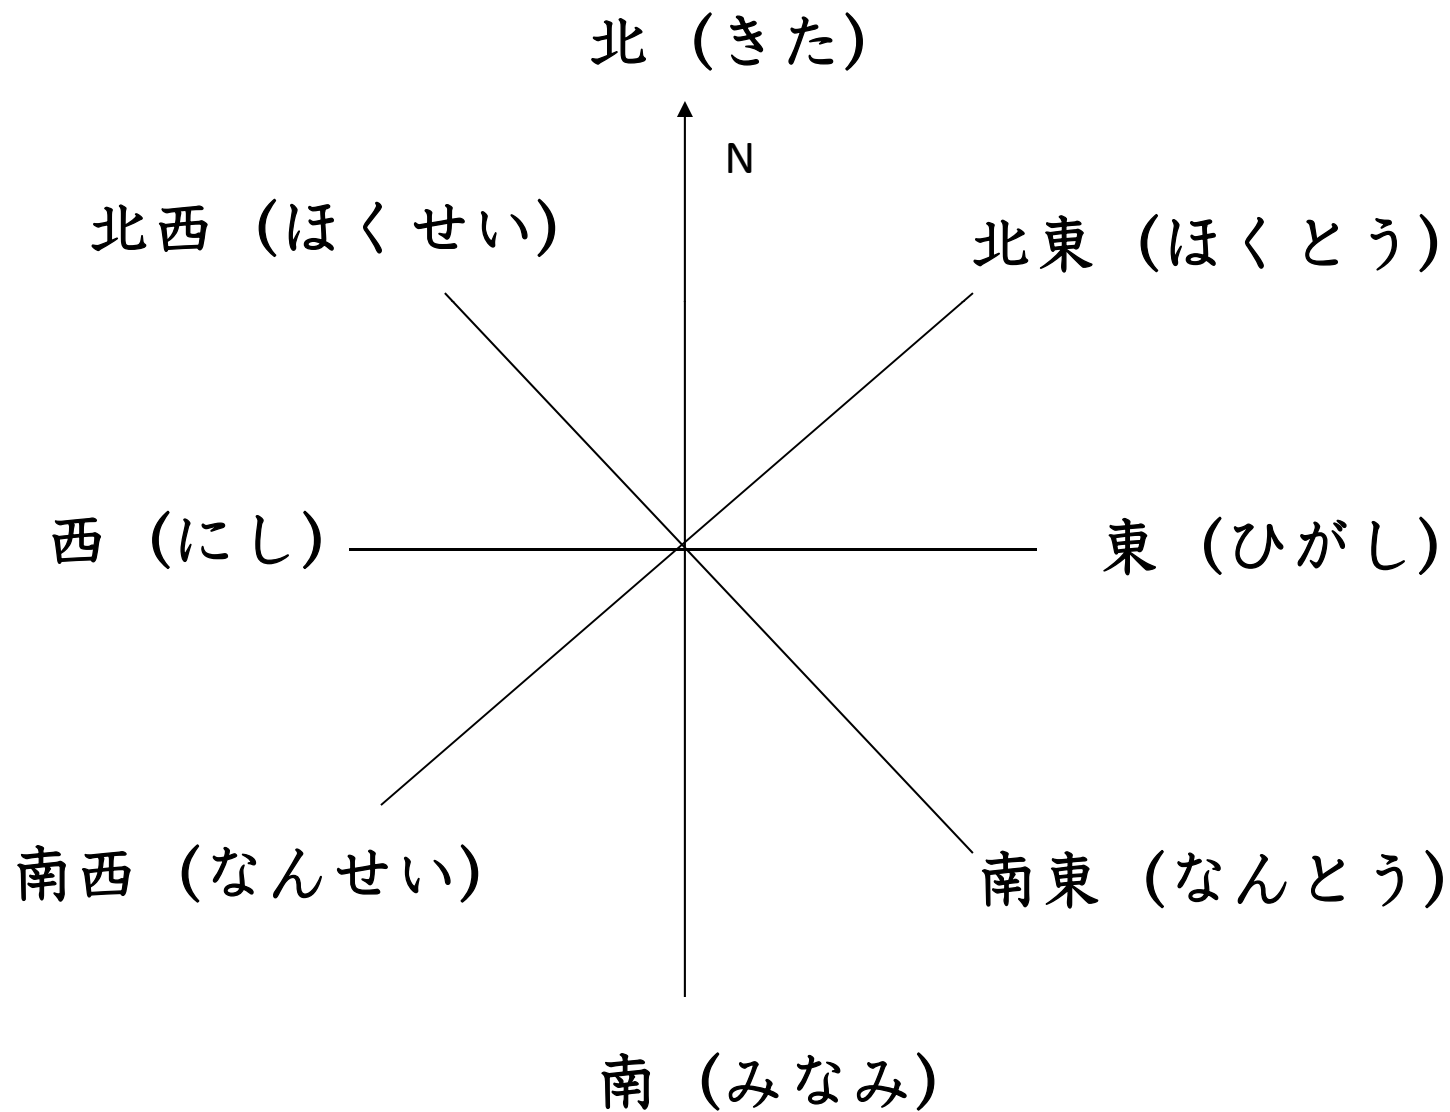 北（きた）
N
北西（ほくせい）
北東（ほくとう）
西（にし）
東（ひがし）
南西（なんせい）
南東（なんとう）
南（みなみ）